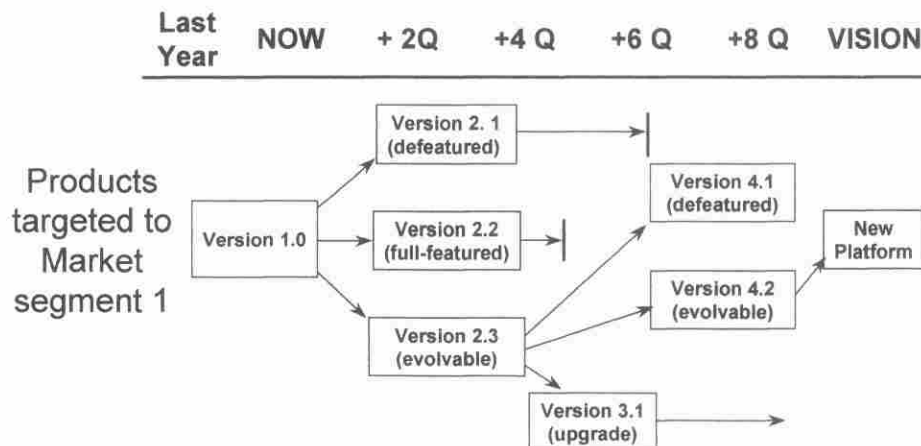 Last
Year
NOW
+ 2Q
+4 Q
+6 Q
+8 Q
VISION
Products
targeted to
Market
segment 1
Version 1.0
Version 2. 1
(defeatured)
Version 2.2
(full-featured)
Version 2.3
(evolvable)
Version 3.1
(upgrade)
Version 4.1
(defeatured)
Version 4.2
(evolvable)
New
Platform